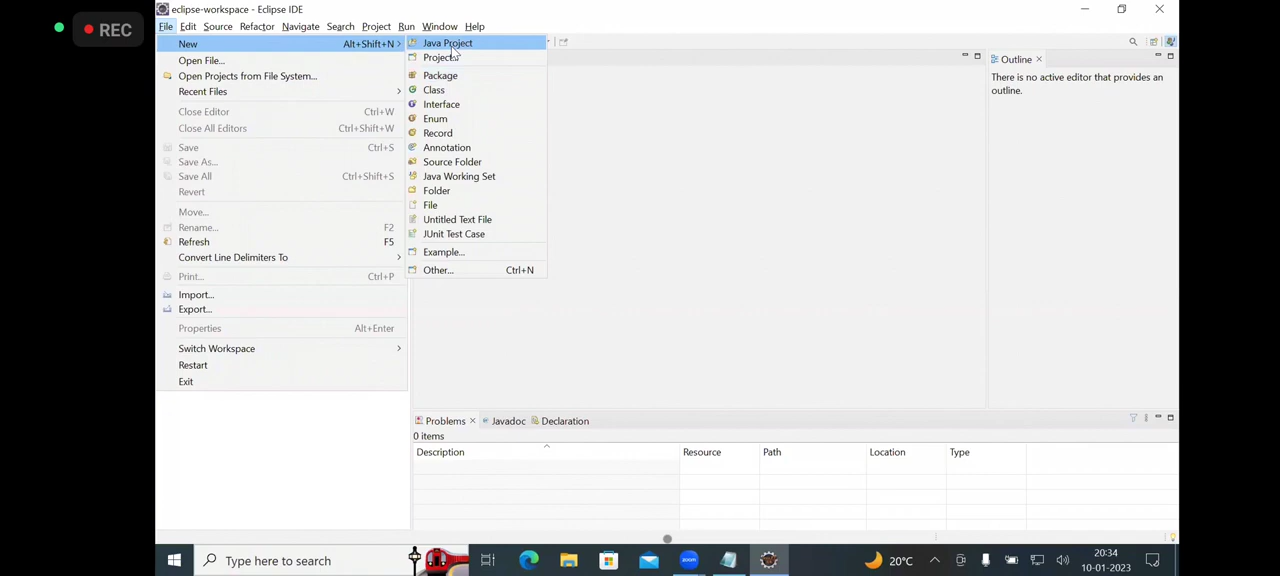 REC
eclipse-workspace - Eclipse IDE
File Edit Source Refactor Navigate Search Project Run Window Help
New Alt+Shift+N
Open File...
Open Projects from File System...
Recent Files
Close Editor Ctrl+W
Close All Editors Ctrl+Shift+W
Save Ctrl+S
Save As...
Save All Ctrl+Shift+S
Revert
Move...
Rename... F2
Refresh F5
Convert Line Delimiters To
Print... Ctrl+P
Import...
Export...
Properties Alt+Enter
Switch Workspace
Restart
Exit
Java Project
Project...
Package
Class
Interface
Enum
Record
Annotation
Source Folder
Java Working Set
Folder
File
Untitled Text File
JUnit Test Case
Example...
Other... Ctrl+N
Outline
There is no active editor that provides an
outline.
Problems Javadoc Declaration
0 items
Description Resource Path Location Type
Type here to search
zoom
20°C
20:34
10-01-2023